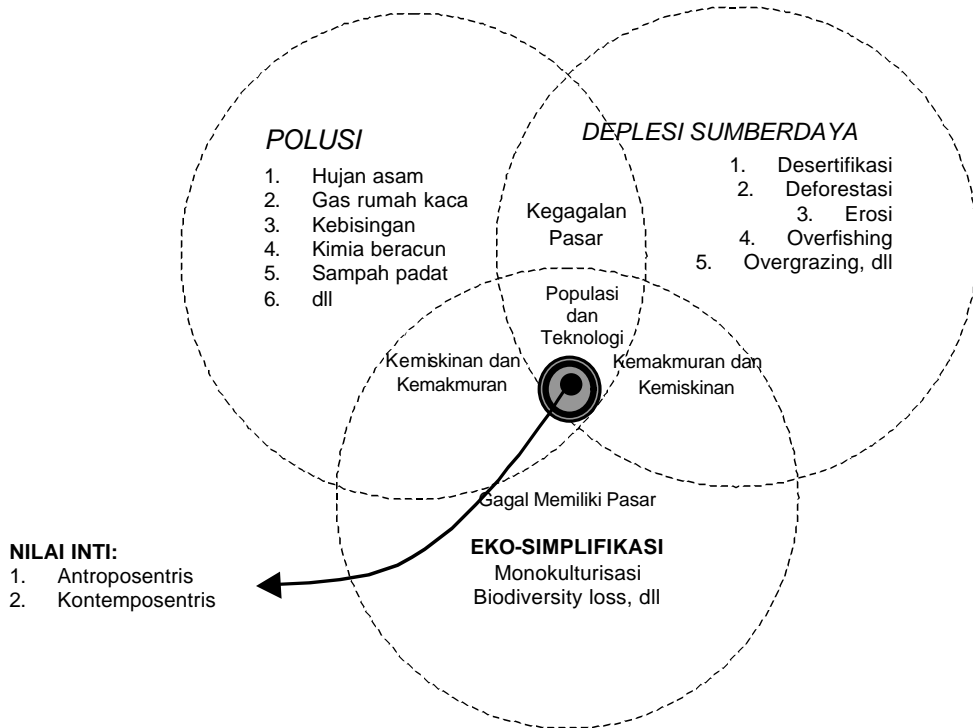 POLUSI
1. Hujan asam
2. Gas rumah kaca
3. Kebisingan
4. Kimia beracun
5. Sampah padat
6. dll
DEPLESI SUMBERDAYA
1. Desertifikasi
2. Deforestasi
3. Erosi
4. Overfishing
5. Overgrazing, dll
Kegagalan
Pasar
Populasi
dan
Teknologi
Kemiskinan dan
Kemakmuran
Kemakmuran dan
Kemiskinan
Gagal Memiliki Pasar
EKO-SIMPLIFIKASI
Monokulturisasi
Biodiversity loss, dll
NILAI INTI:
1. Antroposentris
2. Kontemposentris